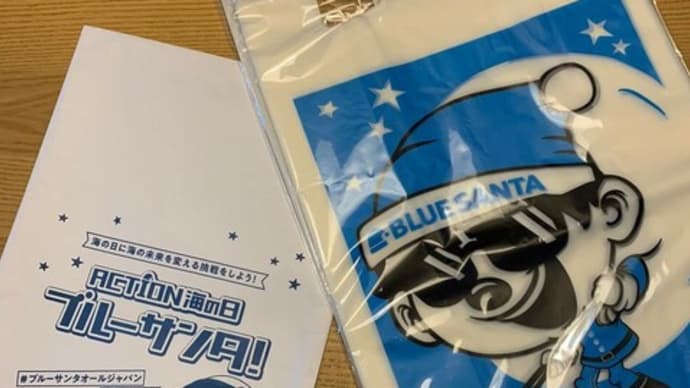 海の日に海の未来を変える挑戦をしよう!
ACTION海の日
ブルーサンタ!
#ブルーサンタオールジャパン
BLUE SANTA